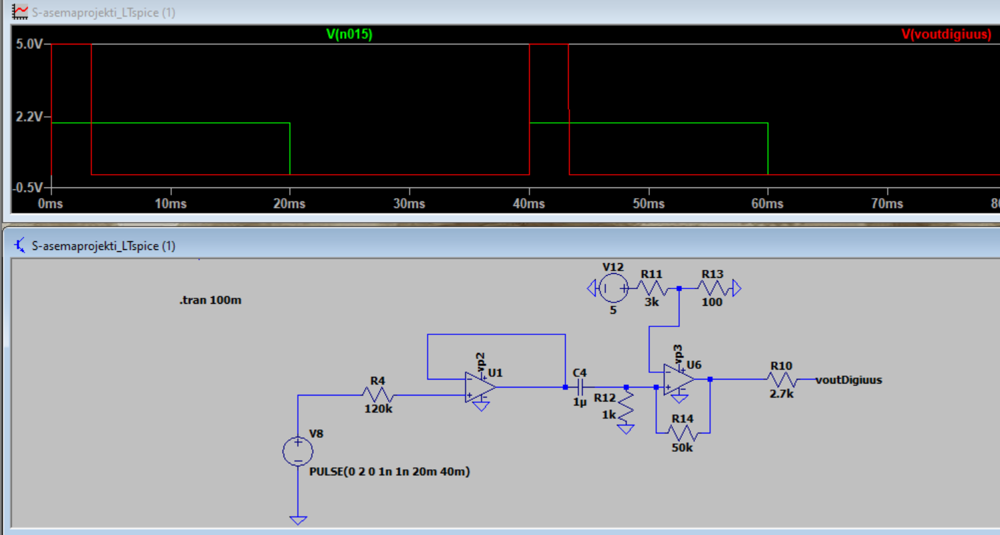 S-asemaprojekti_LTspice (1)
V(n015) V(voutdigiuus)
5.0V
2.2V
-0.5V
0ms 10ms 20ms 30ms 40ms 50ms 60ms 70ms 80
S-asemaprojekti_LTspice (1)
.tran 100m
V12
5
R11
3k
R13
100
vp2
U1
vp3
U6
R4
120k
C4
1µ
R12
1k
R14
50k
R10
2.7k
voutDigiuus
V8
PULSE(0 2 0 1n 1n 20m 40m)